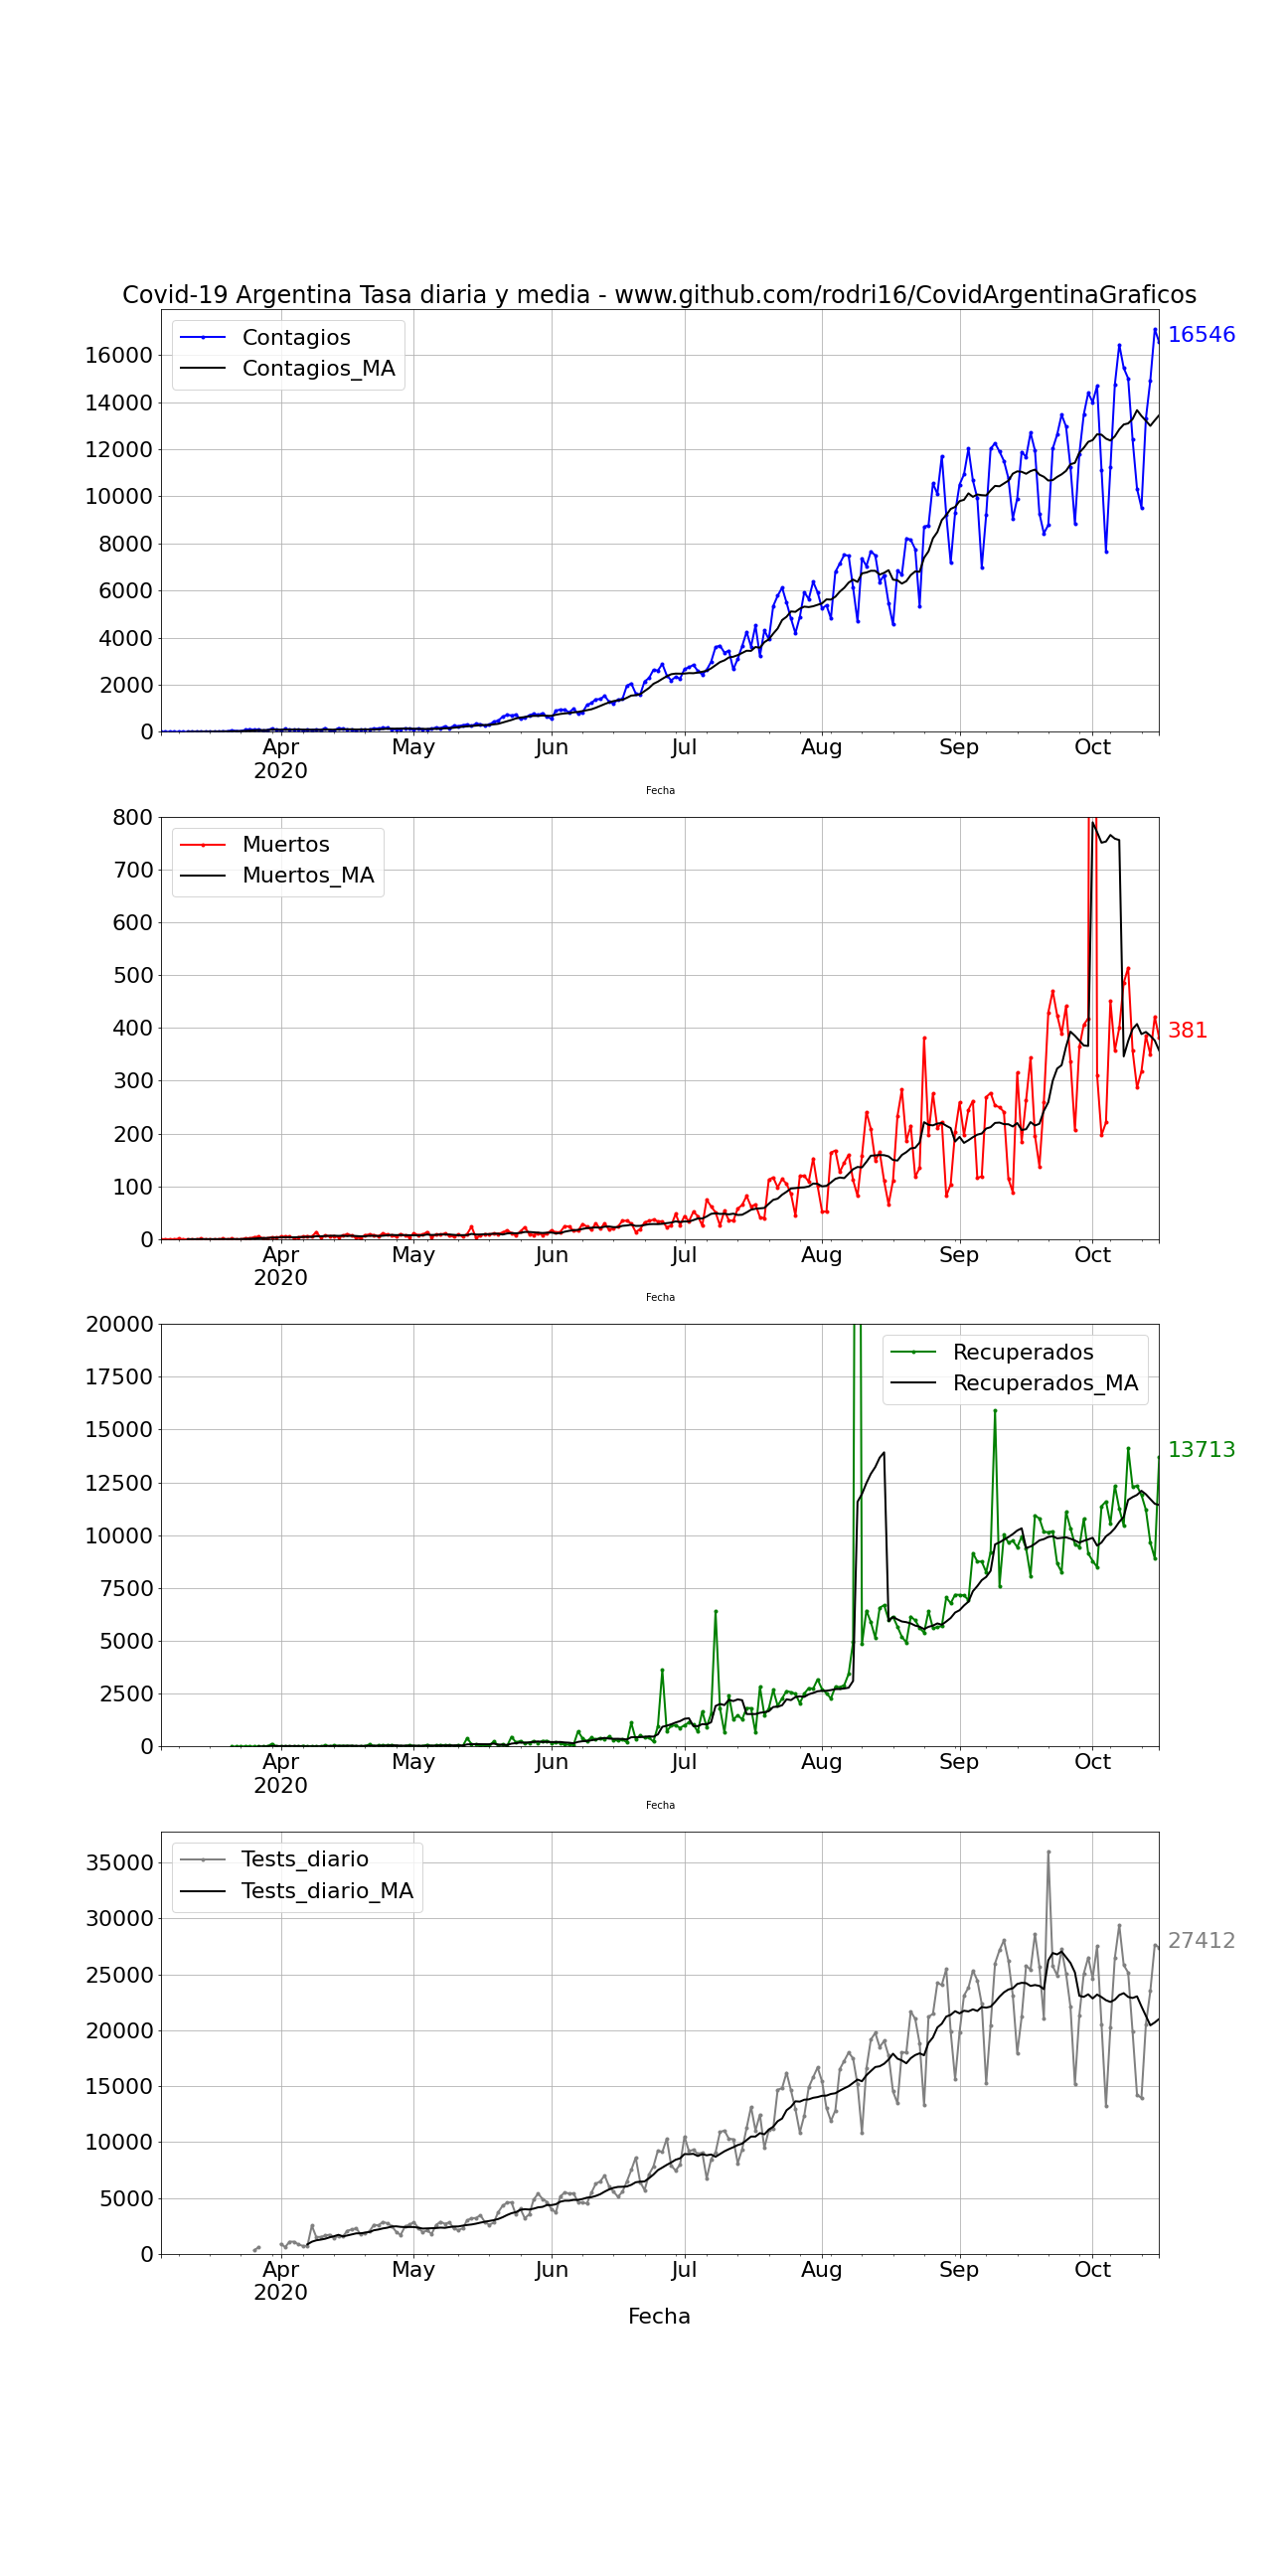 Covid-19 Argentina Tasa diaria y media - www.github.com/rodri16/CovidArgentinaGraficos
Contagios
Contagios_MA
16546
16000
14000
12000
10000
8000
6000
4000
2000
0
Apr May Jun Jul Aug Sep Oct
2020
Fecha
Muertos
Muertos_MA
381
800
700
600
500
400
300
200
100
0
Apr May Jun Jul Aug Sep Oct
2020
Fecha
Recuperados
Recuperados_MA
13713
20000
17500
15000
12500
10000
7500
5000
2500
0
Apr May Jun Jul Aug Sep Oct
2020
Fecha
Tests_diario
Tests_diario_MA
27412
35000
30000
25000
20000
15000
10000
5000
0
Apr May Jun Jul Aug Sep Oct
2020
Fecha